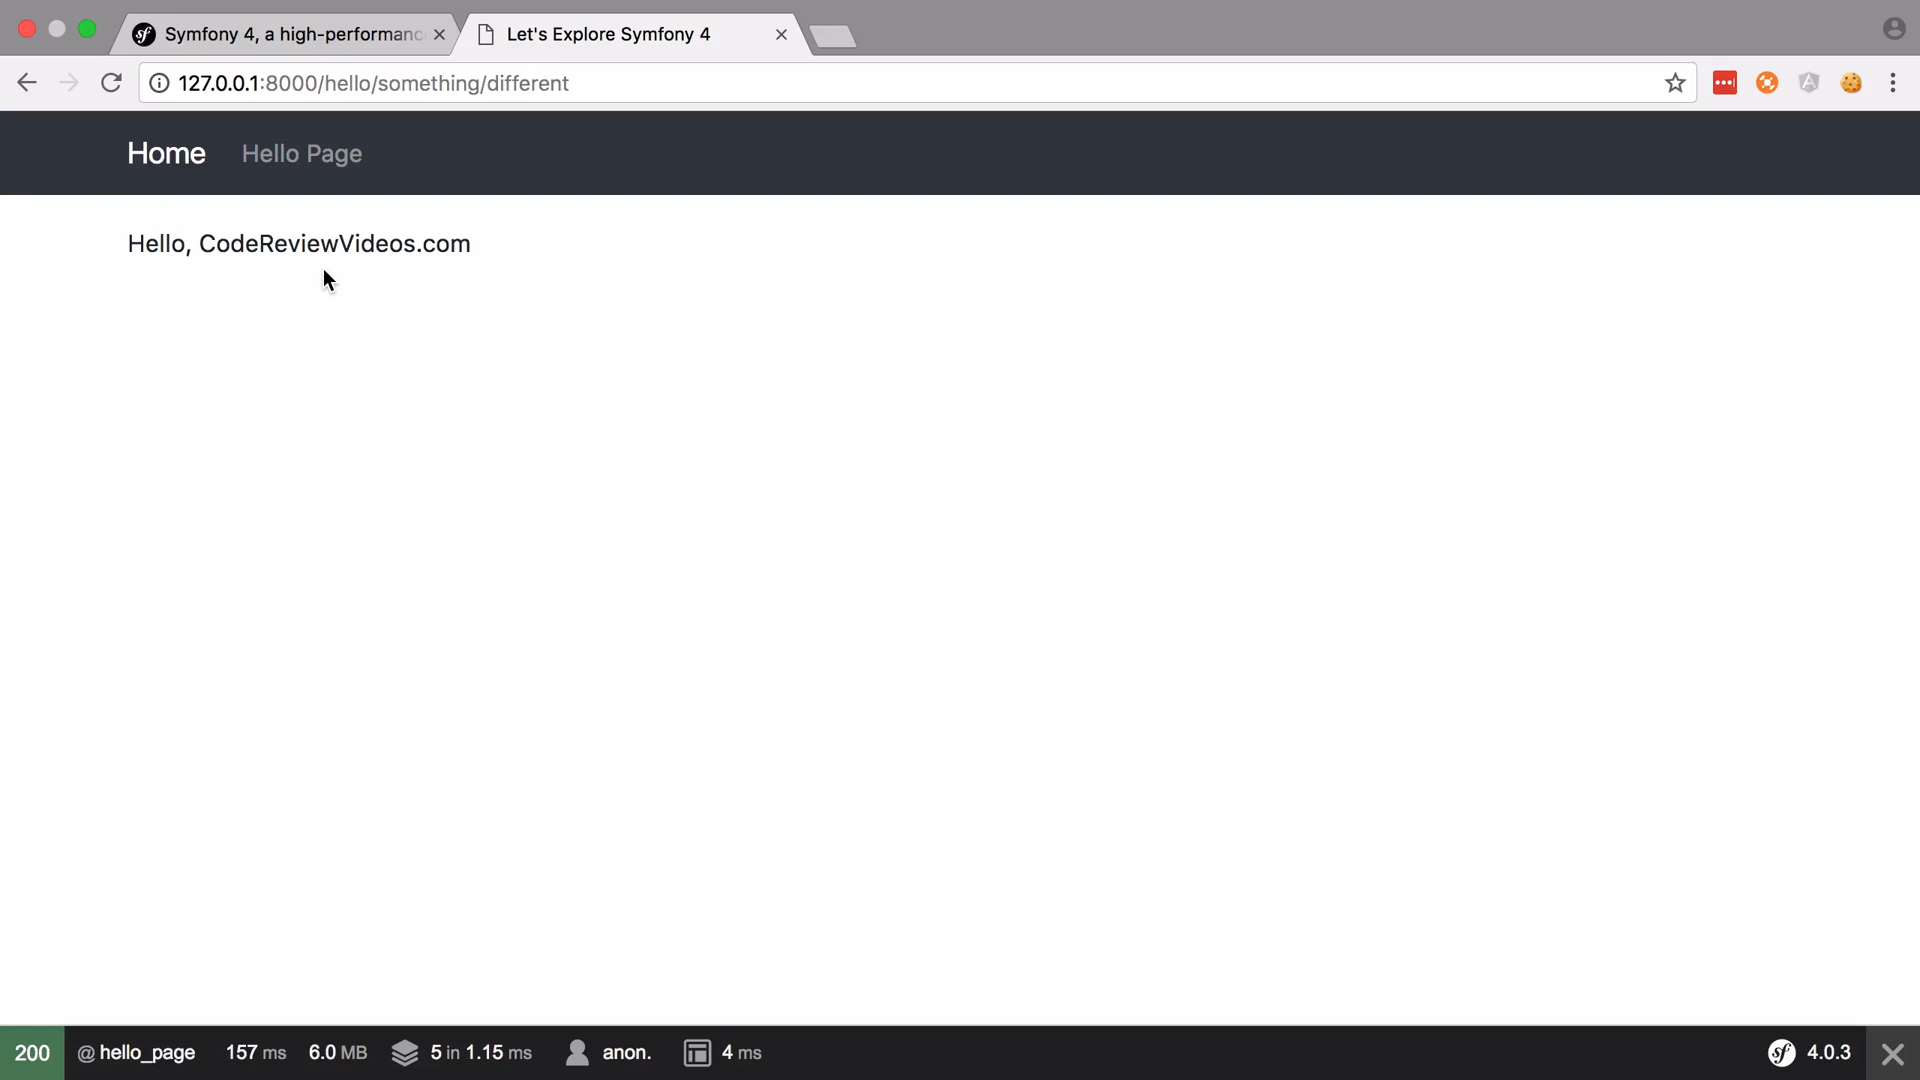 Symfony 4, a high-performanc
Let's Explore Symfony 4
127.0.0.1:8000/hello/something/different
Home Hello Page
Hello, CodeReviewVideos.com
200 @ hello_page 157 ms 6.0 MB 5 in 1.15 ms anon. 4 ms sf 4.0.3